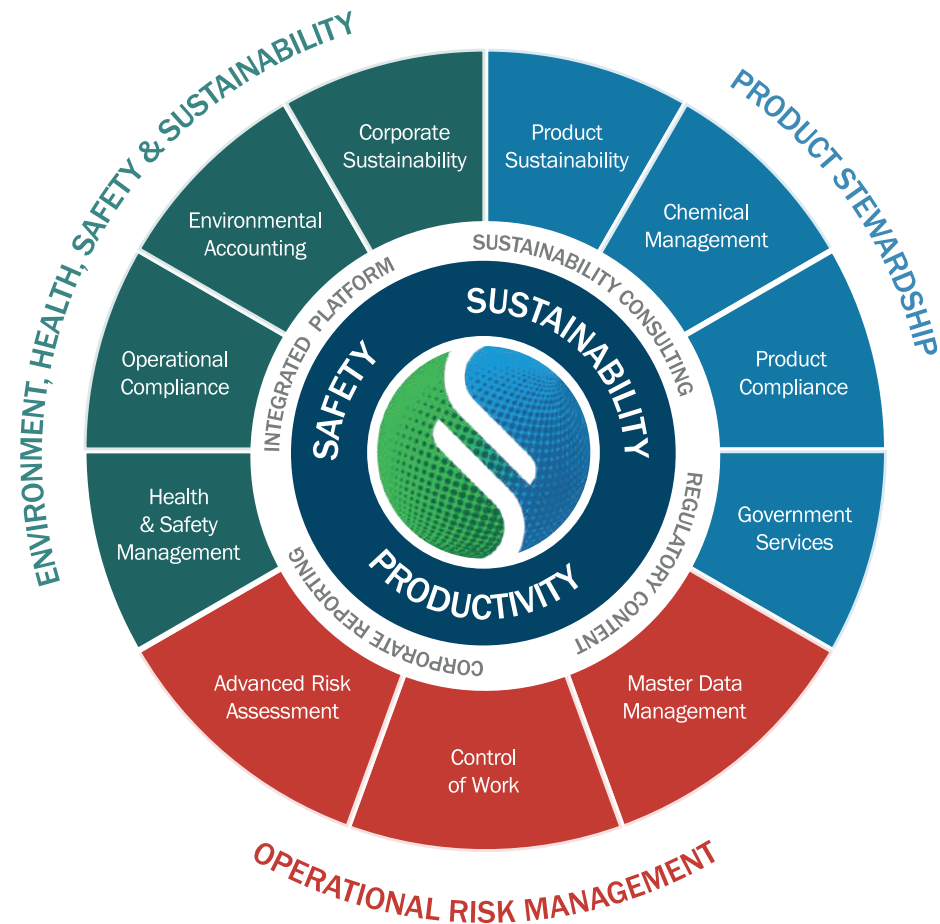 ENVIRONMENT, HEALTH, SAFETY & SUSTAINABILITY
PRODUCT STEWARDSHIP
OPERATIONAL RISK MANAGEMENT
Corporate
Sustainability
Product
Sustainability
Environmental
Accounting
Chemical
Management
Operational
Compliance
Product
Compliance
Health
& Safety
Management
Government
Services
Advanced Risk
Assessment
Control
of Work
Master Data
Management
INTEGRATED PLATFORM
SUSTAINABILITY CONSULTING
REGULATORY CONTENT
CORPORATE REPORTING
SAFETY
SUSTAINABILITY
PRODUCTIVITY